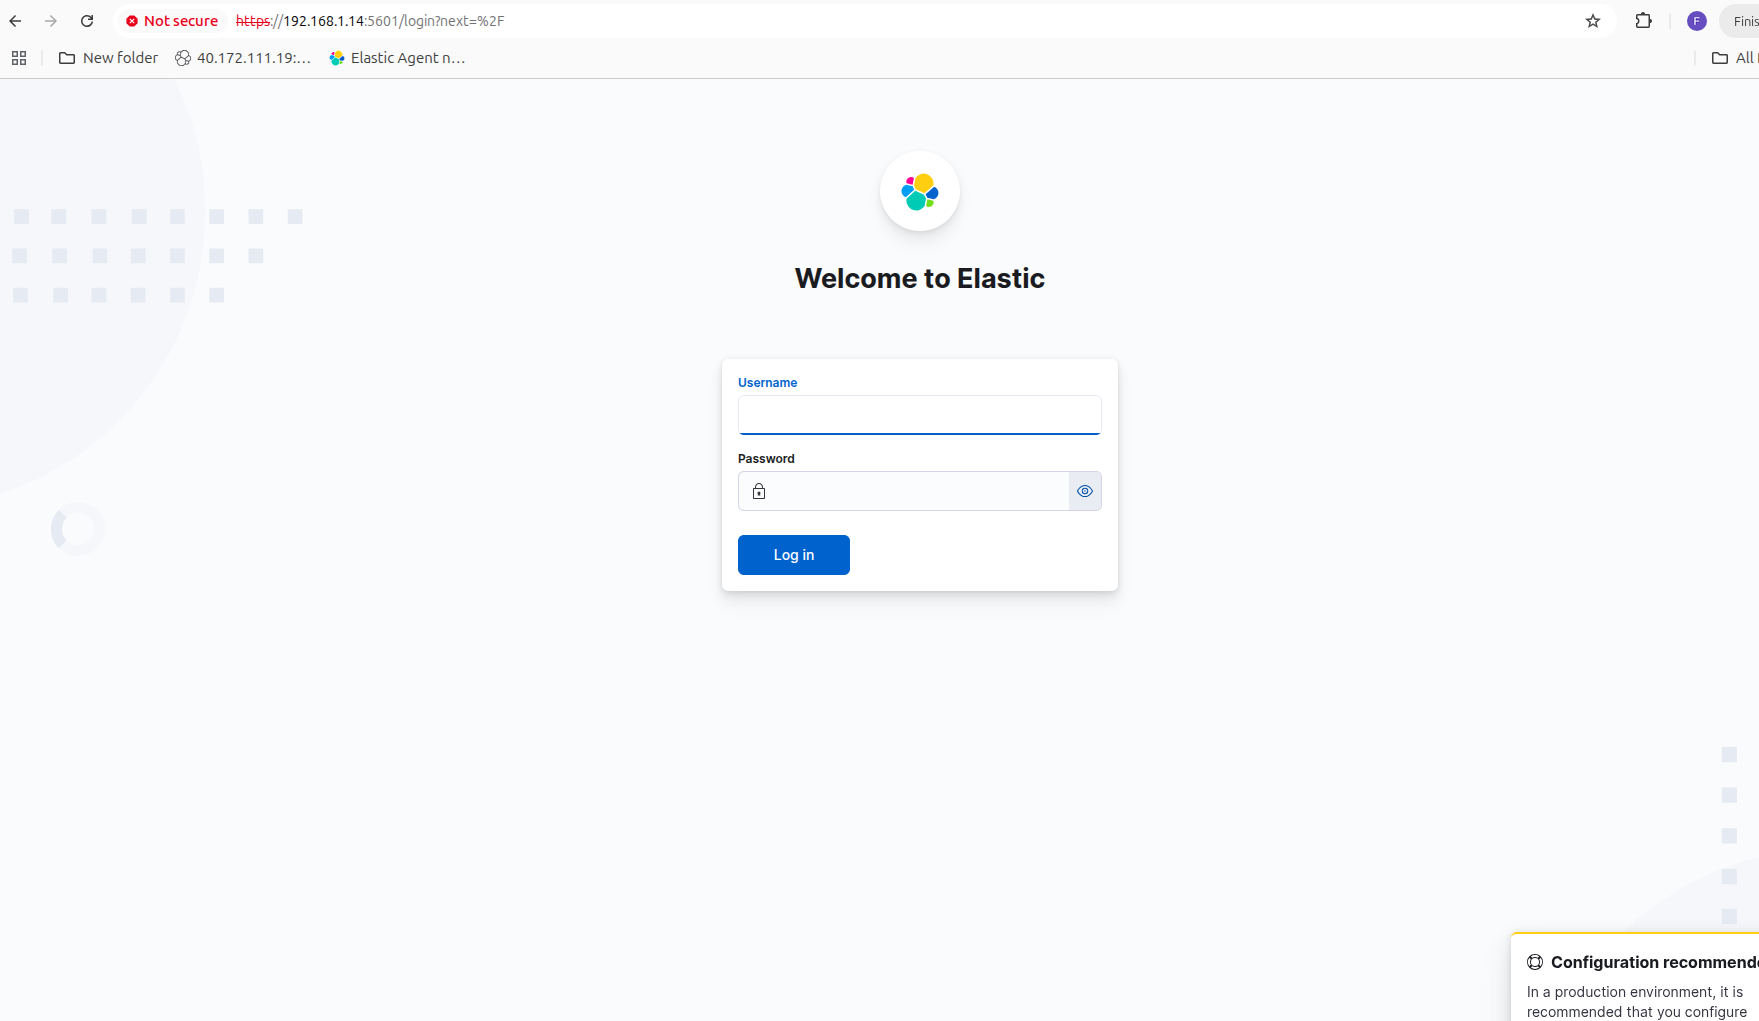 Not secure https://192.168.1.14:5601/login?next=%2F F Finis
New folder 40.172.111.19:... Elastic Agent n... All
Welcome to Elastic
Username
Password
Log in
Configuration recommende
In a production environment, it is
recommended that you configure